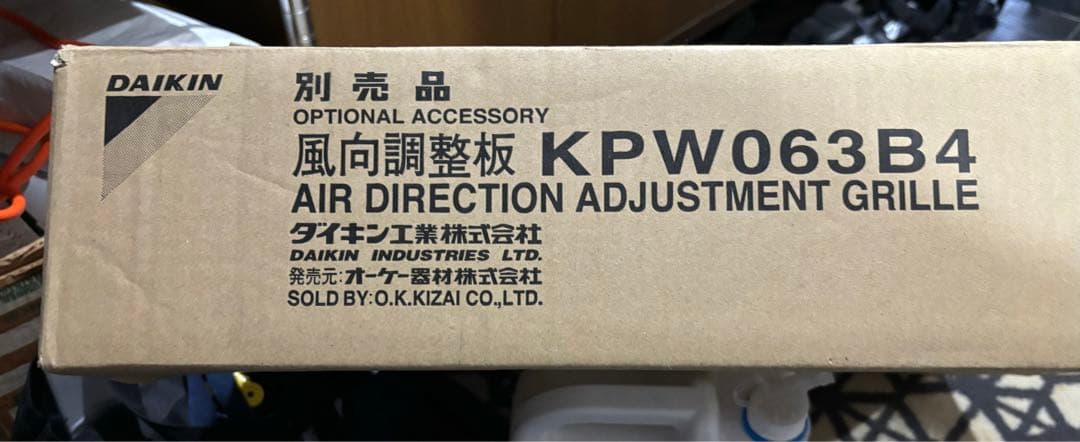 DAIKIN
別売品
OPTIONAL ACCESSORY
風向調整板 KPW063B4
AIR DIRECTION ADJUSTMENT GRILLE
ダイキン工業株式会社
DAIKIN INDUSTRIES LTD.
発売元:オーケー器材株式会社
SOLD BY:O.K.KIZAI CO.,LTD.